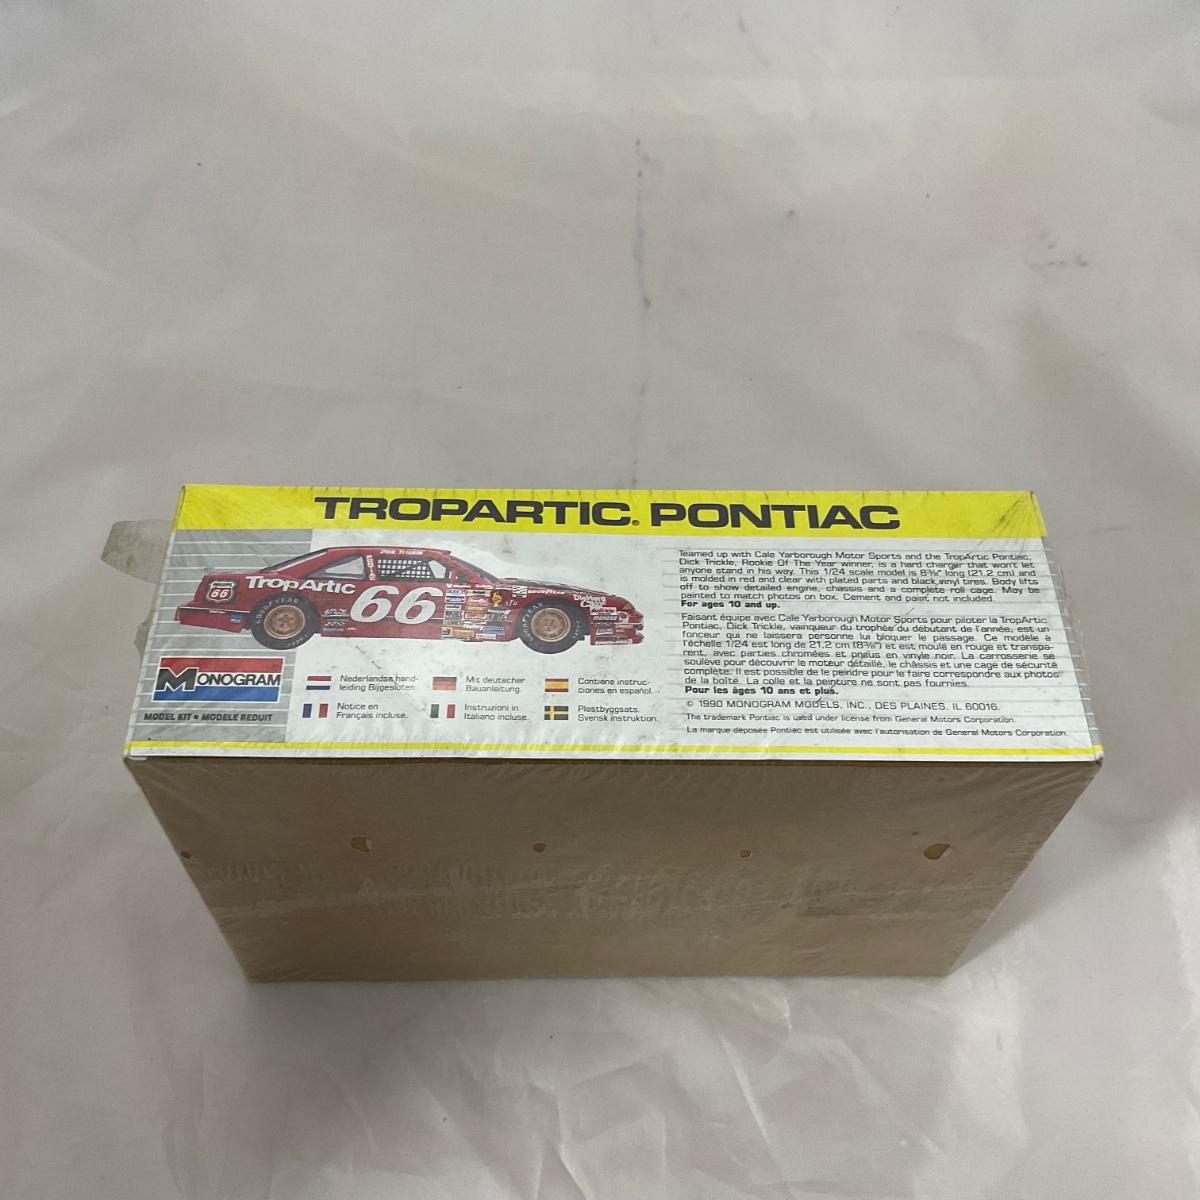 TROPARTIC® PONTIAC
Dick Trickle
TropArtic
66
66
GOODYEAR
GOODYEAR
MONOGRAM
MODEL KIT • MODELE REDUIT
Nederlandse hand-
leiding Bijgesloten.
Mit deutscher
Bauanleitung.
Contiene instruc-
ciones en español.
Notice en
Français incluse.
Instruzioni in
Italiano incluse.
Plastbyggsats.
Svensk instruktion.
Teamed up with Cale Yarborough Motor Sports and the TropArtic Pontiac,
Dick Trickle, Rookie Of The Year winner, is a hard charger that won't let
anyone stand in his way. This 1/24 scale model is 8⅜" long (21,2 cm) and
is molded in red and clear with plated parts and black vinyl tires. Body lifts
off to show detailed engine, chassis and a complete roll cage. May be
painted to match photos on box. Cement and paint not included.
For ages 10 and up.
Faisant équipe avec Cale Yarborough Motor Sports pour piloter la TropArtic
Pontiac, Dick Trickle, vainqueur du trophée du débutant de l'année, est un
fonceur qui ne laissera personne lui bloquer le passage. Ce modèle à
l'échelle 1/24 est long de 21,2 cm (8⅜") et est moulé en rouge et transpa-
rent, avec parties chromées et pneus en vinyle noir. La carrosserie se
soulève pour découvrir le moteur détaillé, le châssis et une cage de sécurité
complète. Il est possible de le peindre pour le faire correspondre aux photos
de la boîte. La colle et la peinture ne sont pas fournies.
Pour les âges 10 ans et plus.
© 1990 MONOGRAM MODELS, INC., DES PLAINES, IL 60016.
The trademark Pontiac is used under license from General Motors Corporation.
La marque déposée Pontiac est utilisée avec l'autorisation de General Motors Corporation.